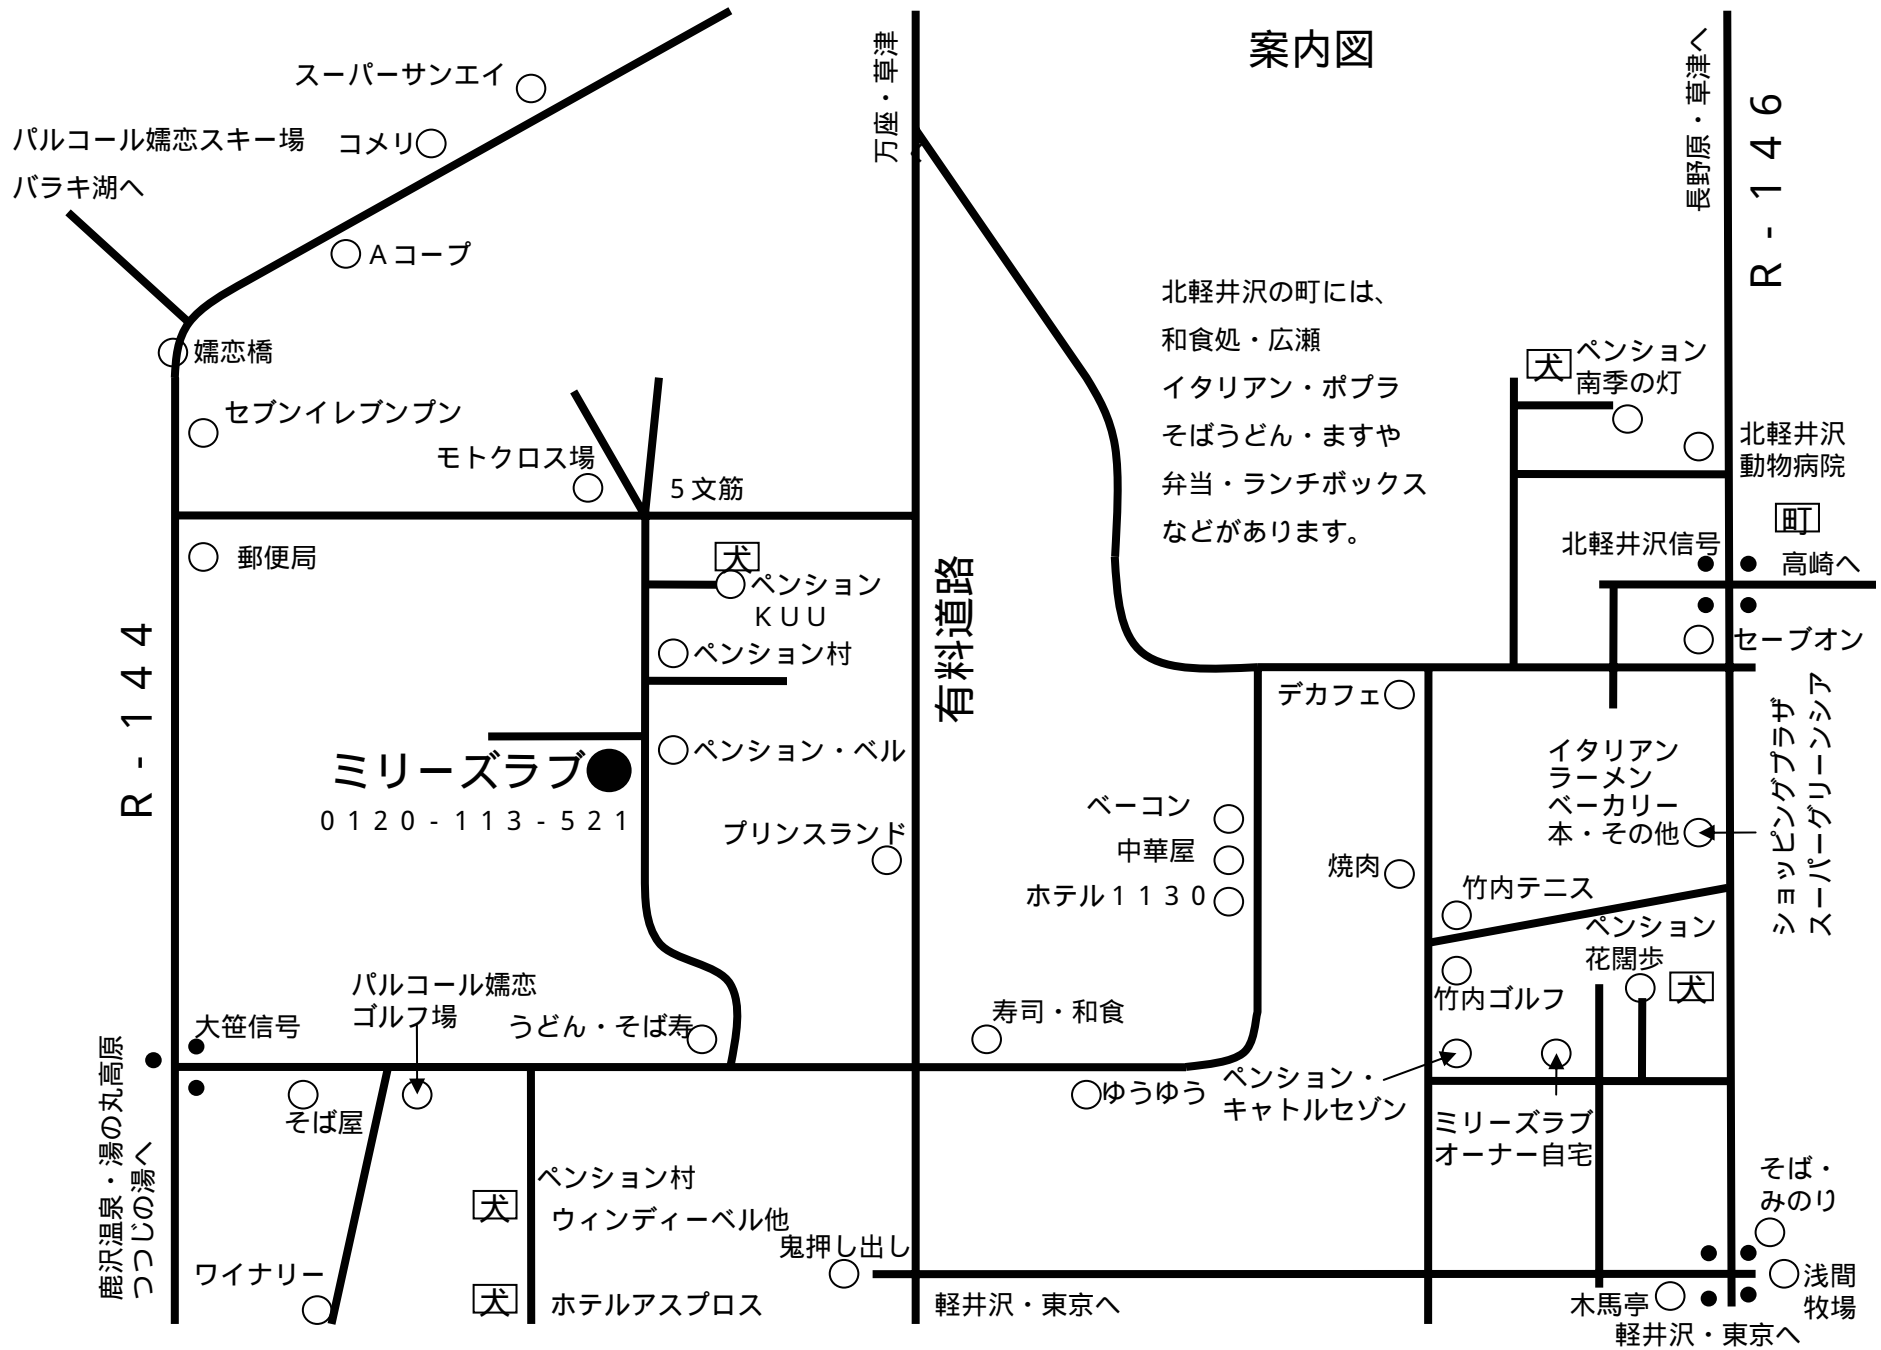 案内図
スーパーサンエイ
パルコール嬬恋スキー場
コメリ
バラキ湖へ
Aコープ
嬬恋橋
セブンイレブンプン
モトクロス場
5文筋
郵便局
犬
ペンション
KUU
ペンション村
ペンション・ベル
ミリーズラブ
0120-113-521
プリンスランド
R-144
万座・草津
有料道路
長野原・草津へ
R-146
北軽井沢の町には、
和食処・広瀬
イタリアン・ポプラ
そばうどん・ますや
弁当・ランチボックス
などがあります。
犬
ペンション
南季の灯
北軽井沢
動物病院
町
北軽井沢信号
高崎へ
セーブオン
デカフェ
イタリアン
ラーメン
ベーカリー
本・その他
ショッピングプラザ
スーパーグリーンシア
ベーコン
中華屋
ホテル1130
焼肉
竹内テニス
ペンション
花闊歩
犬
竹内ゴルフ
パルコール嬬恋
ゴルフ場
大笹信号
うどん・そば寿
寿司・和食
鹿沢温泉・湯の丸高原
つつじの湯へ
そば屋
ゆうゆう
ペンション・
キャトルセゾン
ミリーズラブ
オーナー自宅
ペンション村
犬
ウィンディーベル他
鬼押し出し
そば・
みのり
ワイナリー
犬
ホテルアスプロス
軽井沢・東京へ
木馬亭
浅間
牧場
軽井沢・東京へ